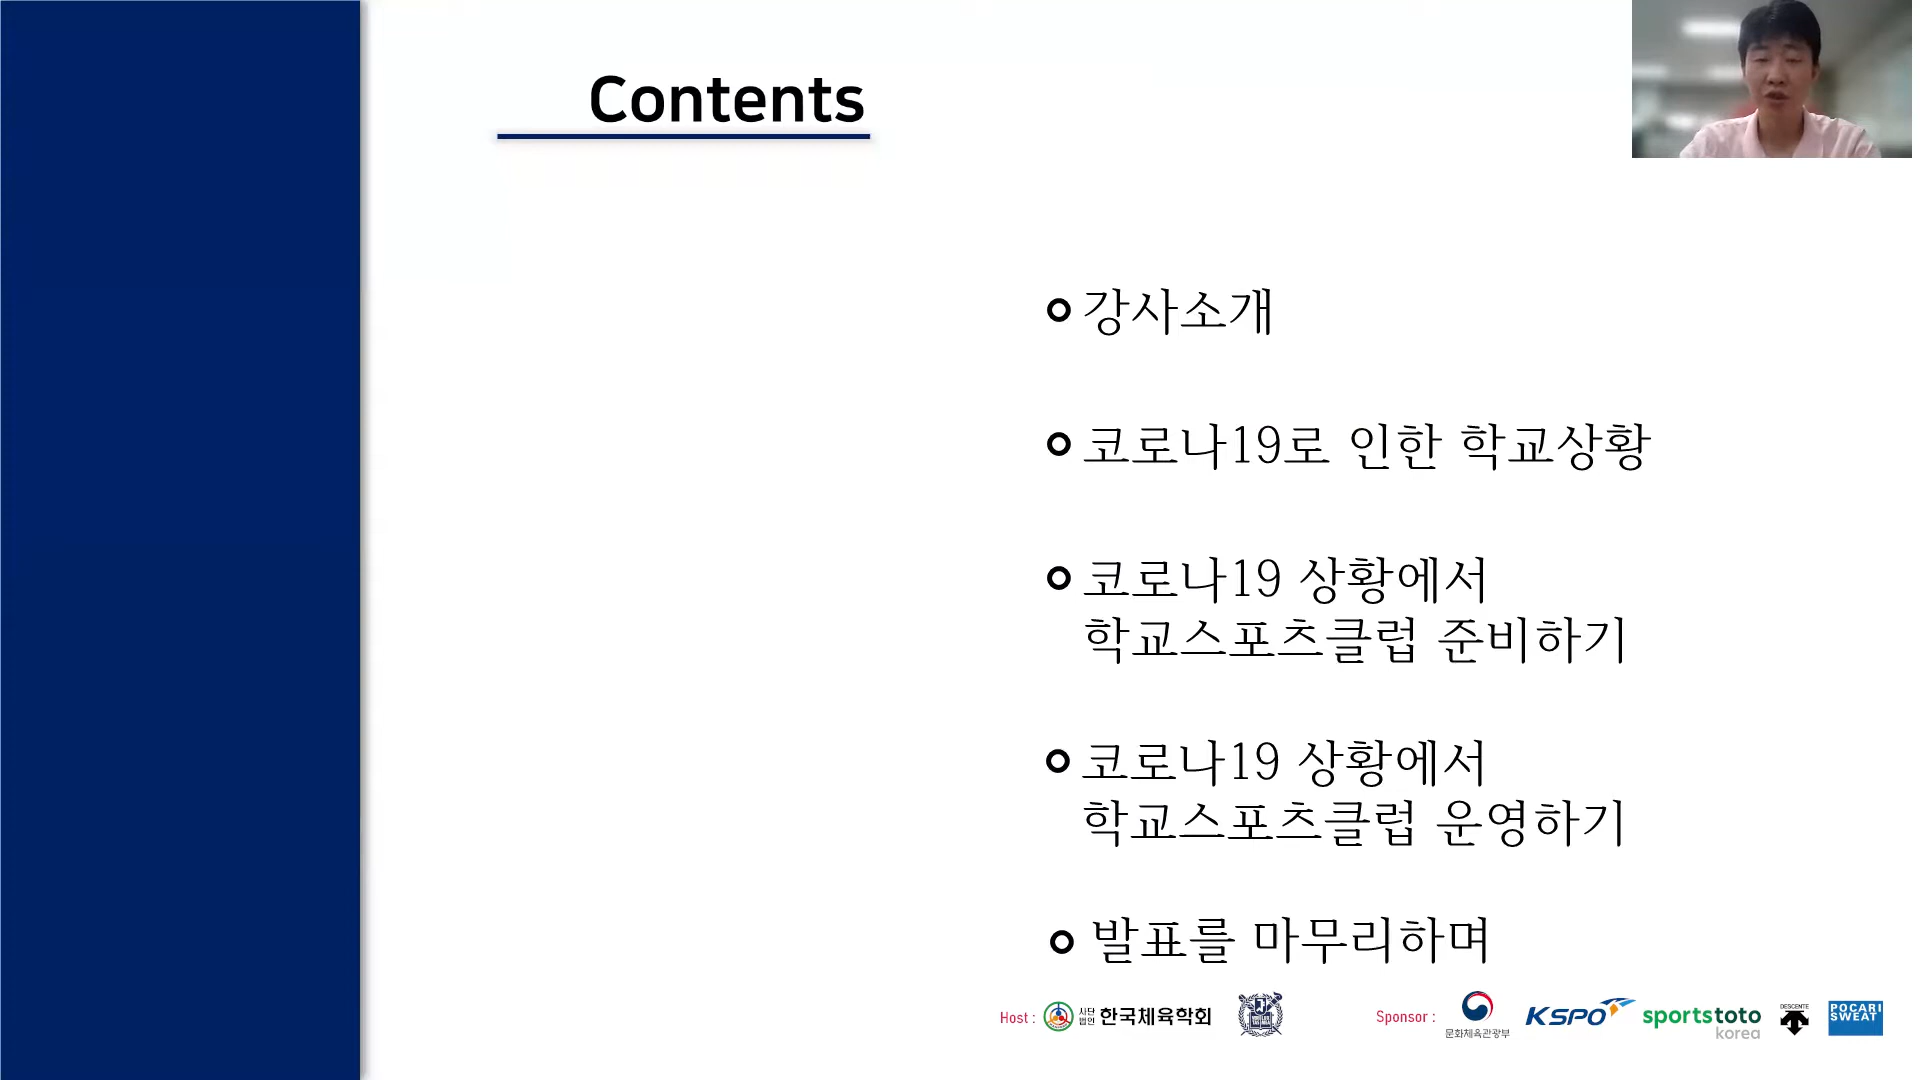 Contents
강사소개
코로나19로 인한 학교상황
코로나19 상황에서
학교스포츠클럽 준비하기
코로나19 상황에서
학교스포츠클럽 운영하기
발표를 마무리하며
Host :
사단
법인
한국체육학회
Sponsor :
문화체육관광부
KSPO
sportstoto
korea
DESCENTE
POCARI
SWEAT